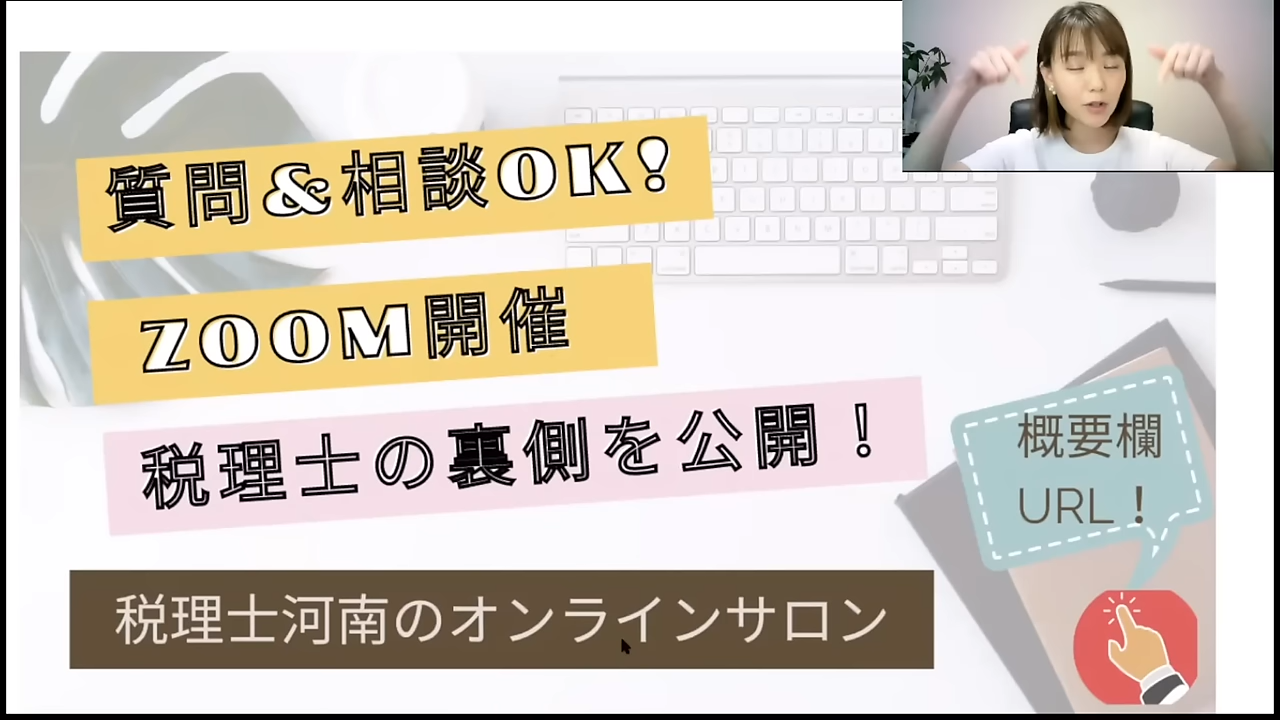 質問&相談OK!
ZOOM開催
税理士の裏側を公開！
概要欄
URL！
税理士河南のオンラインサロン